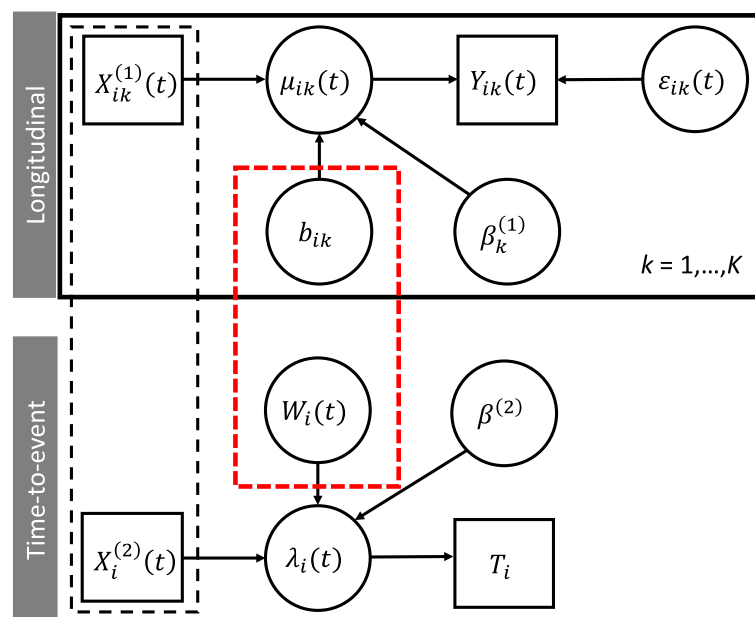 Longitudinal
X_{ik}^{(1)}(t)
μ_{ik}(t)
Y_{ik}(t)
ε_{ik}(t)
b_{ik}
β_k^{(1)}
k = 1,...,K
Time-to-event
W_i(t)
β^{(2)}
X_i^{(2)}(t)
λ_i(t)
T_i